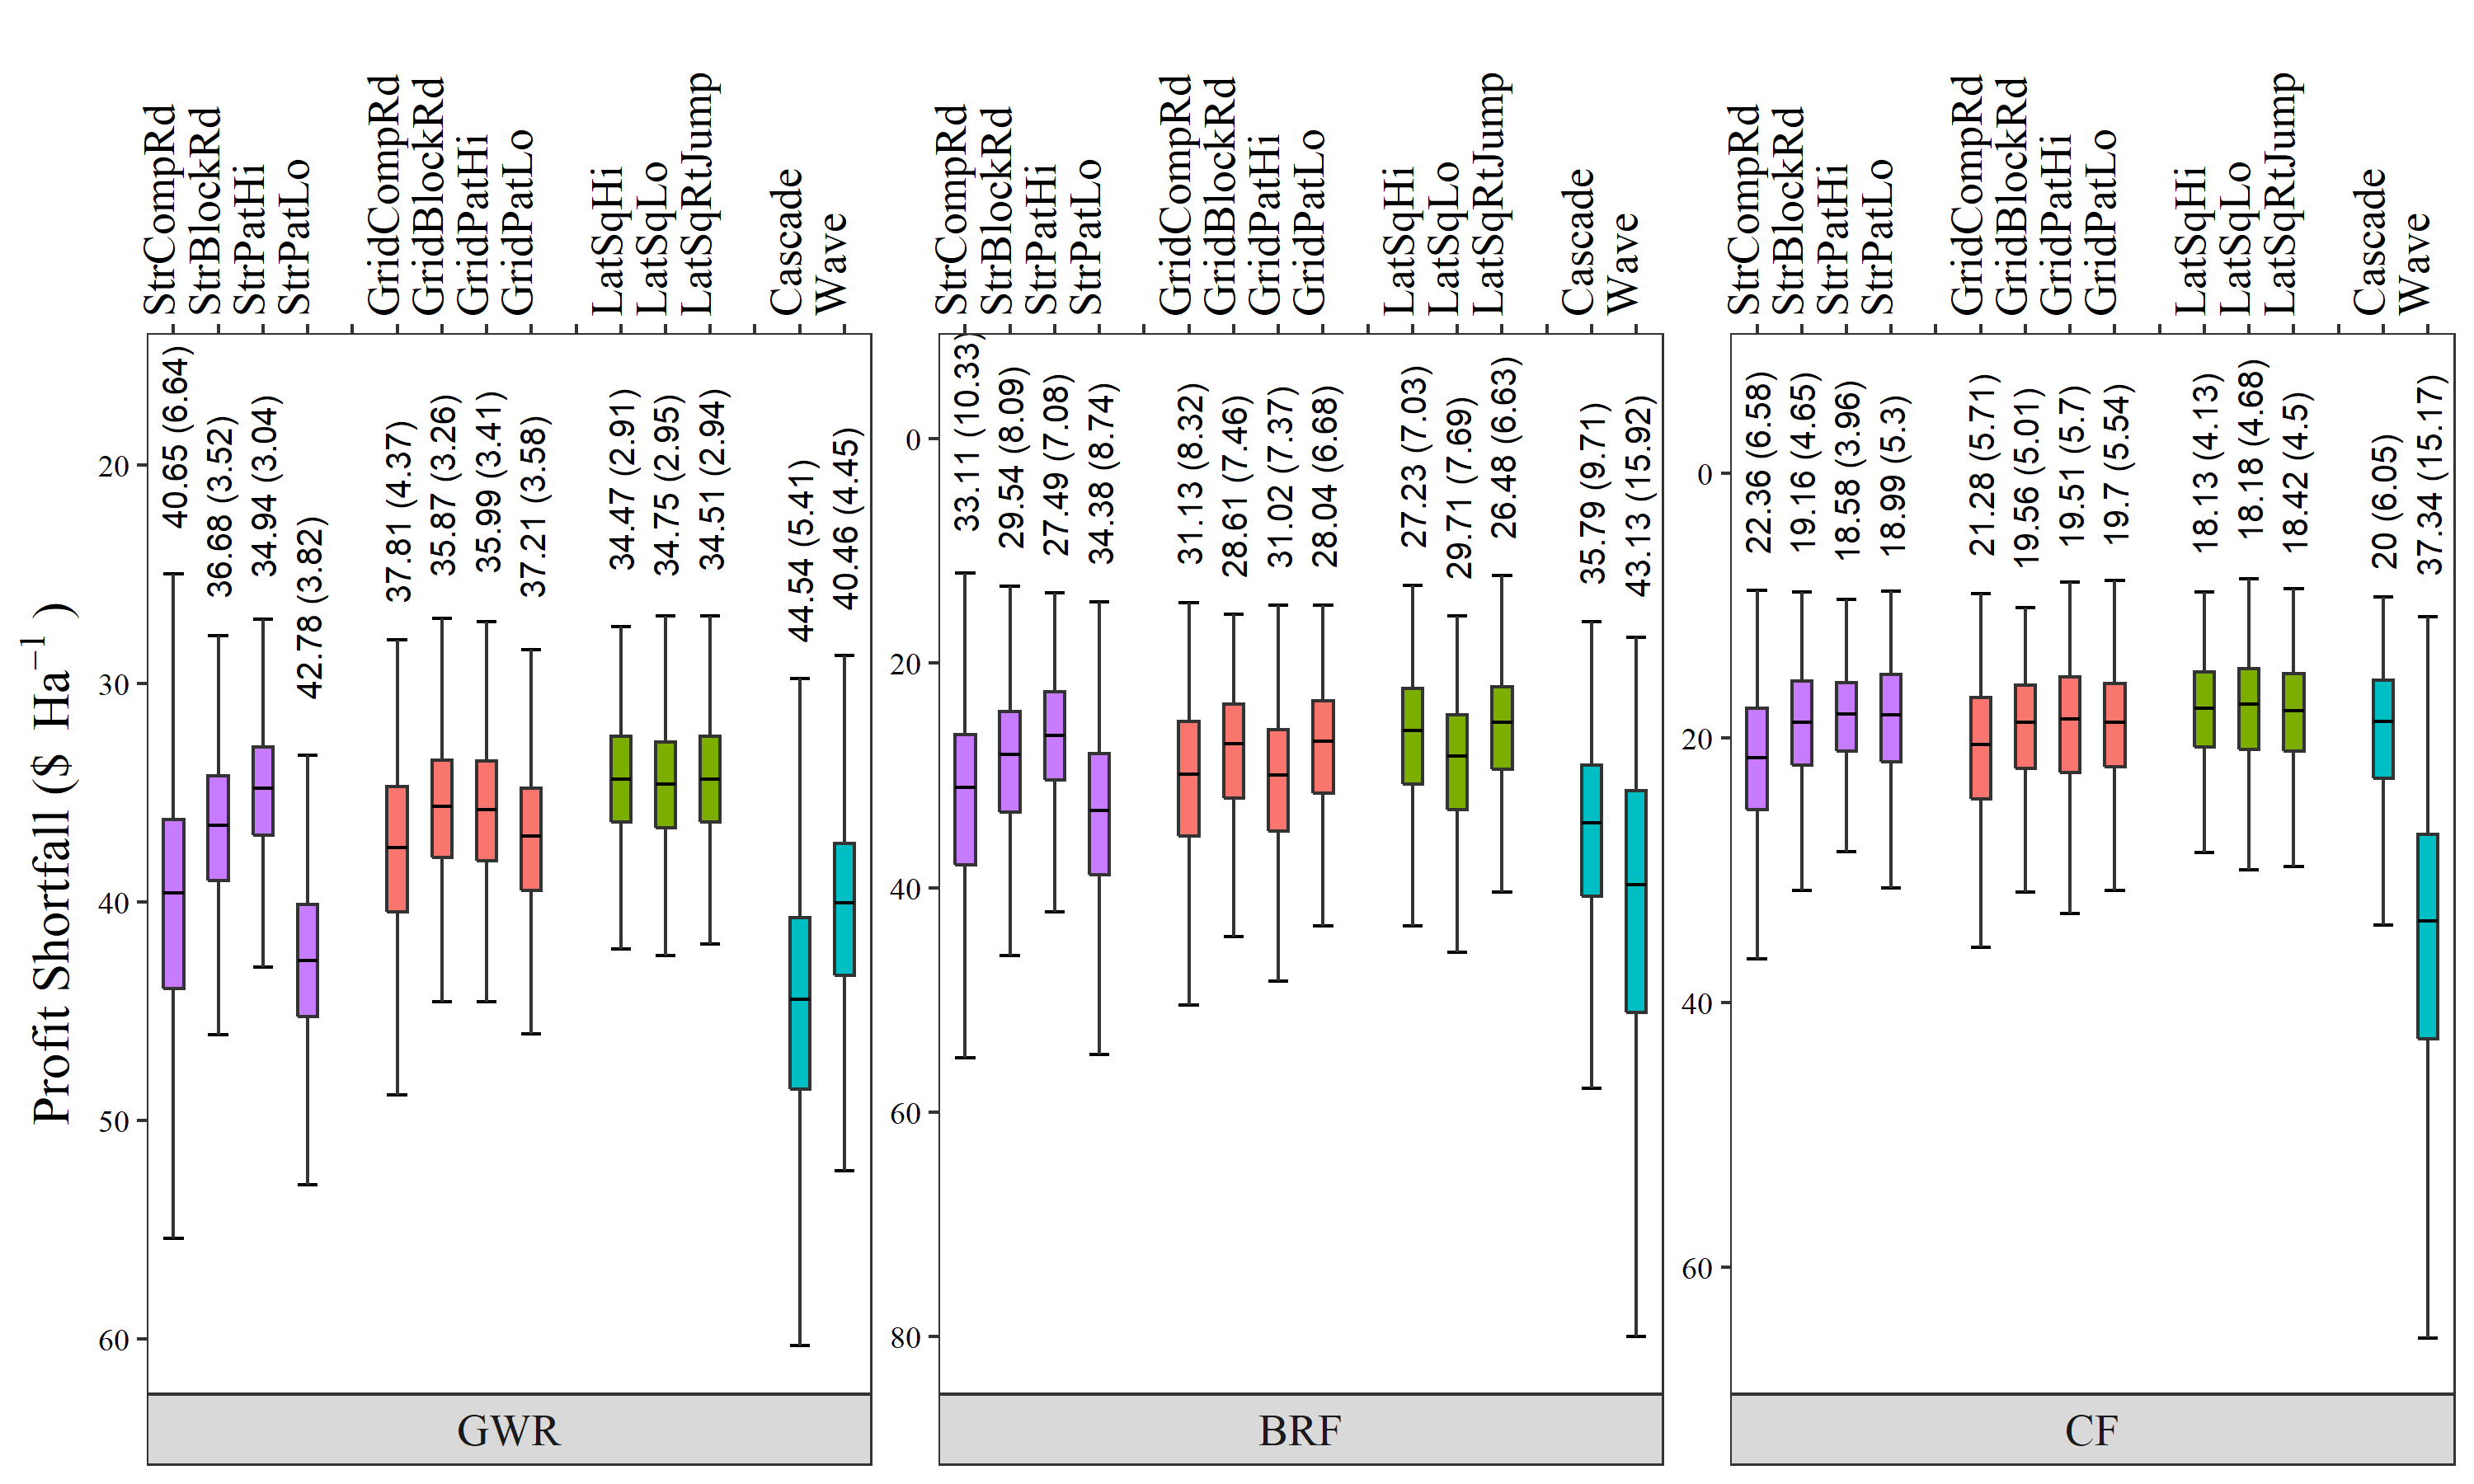 StrCompRd
StrBlockRd
StrPatHi
StrPatLo
GridCompRd
GridBlockRd
GridPatHi
GridPatLo
LatSqHi
LatSqLo
LatSqRtJump
Cascade
Wave
StrCompRd
StrBlockRd
StrPatHi
StrPatLo
GridCompRd
GridBlockRd
GridPatHi
GridPatLo
LatSqHi
LatSqLo
LatSqRtJump
Cascade
Wave
StrCompRd
StrBlockRd
StrPatHi
StrPatLo
GridCompRd
GridBlockRd
GridPatHi
GridPatLo
LatSqHi
LatSqLo
LatSqRtJump
Cascade
Wave
Profit Shortfall ($ Ha⁻¹)
20
30
40
50
60
40.65 (6.64)
36.68 (3.52)
34.94 (3.04)
42.78 (3.82)
37.81 (4.37)
35.87 (3.26)
35.99 (3.41)
37.21 (3.58)
34.47 (2.91)
34.75 (2.95)
34.51 (2.94)
44.54 (5.41)
40.46 (4.45)
GWR
0
20
40
60
80
33.11 (10.33)
29.54 (8.09)
27.49 (7.08)
34.38 (8.74)
31.13 (8.32)
28.61 (7.46)
31.02 (7.37)
28.04 (6.68)
27.23 (7.03)
29.71 (7.69)
26.48 (6.63)
35.79 (9.71)
43.13 (15.92)
BRF
0
20
40
60
22.36 (6.58)
19.16 (4.65)
18.58 (3.96)
18.99 (5.3)
21.28 (5.71)
19.56 (5.01)
19.51 (5.7)
19.7 (5.54)
18.13 (4.13)
18.18 (4.68)
18.42 (4.5)
20 (6.05)
37.34 (15.17)
CF